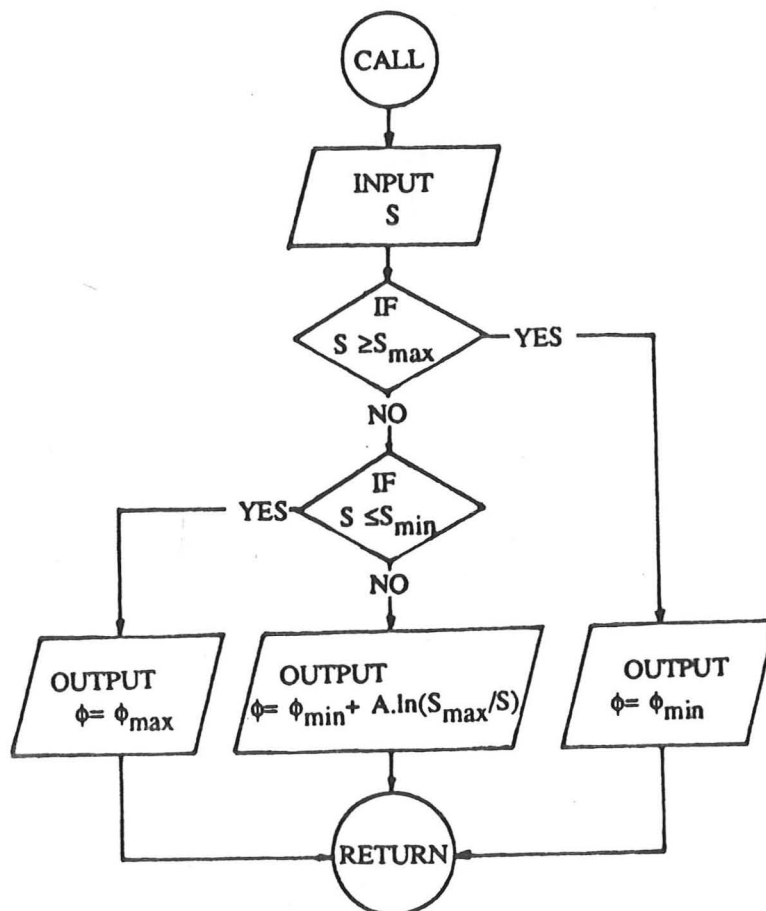 CALL
INPUT
S
IF
S ≥S_max
YES
NO
IF
S ≤S_min
YES
NO
OUTPUT
ϕ= ϕ_max
OUTPUT
ϕ= ϕ_min+ A.ln(S_max/S)
OUTPUT
ϕ= ϕ_min
RETURN